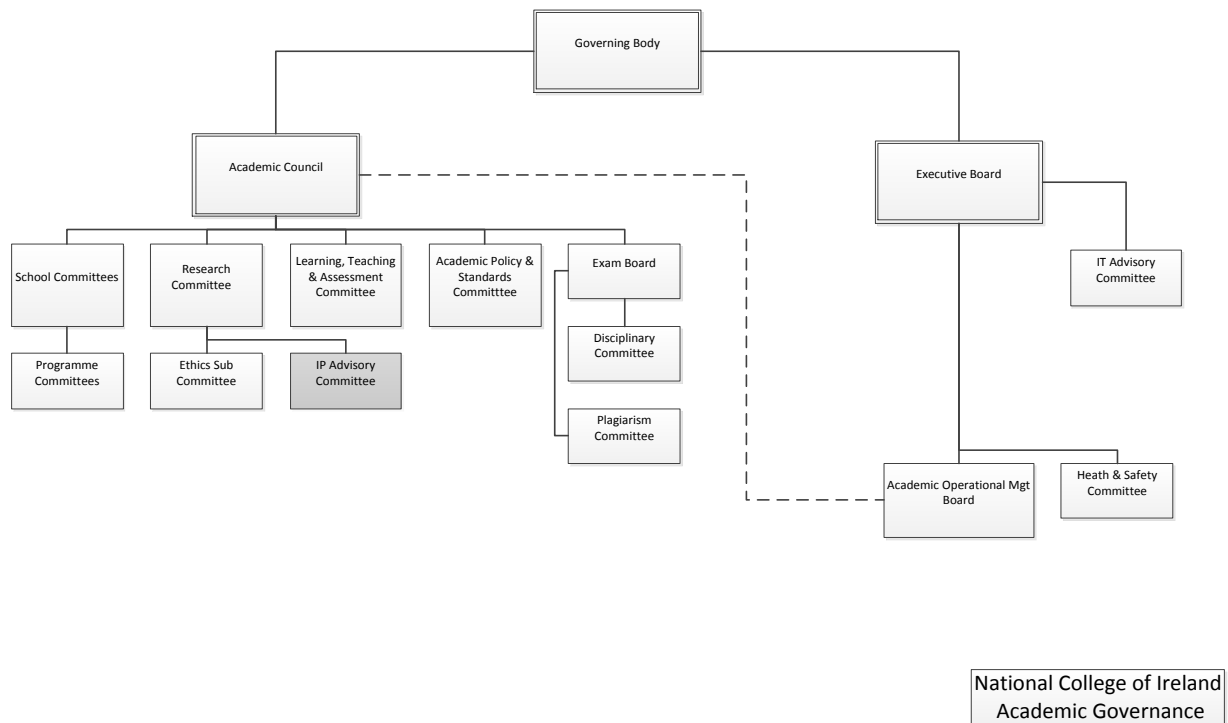 Governing Body
Academic Council
Executive Board
School Committees
Research
Committee
Learning, Teaching
& Assessment
Committee
Academic Policy &
Standards
Committtee
Exam Board
IT Advisory
Committee
Programme
Committees
Ethics Sub
Committee
IP Advisory
Committee
Disciplinary
Committee
Plagiarism
Committee
Academic Operational Mgt
Board
Heath & Safety
Committee
National College of Ireland
Academic Governance